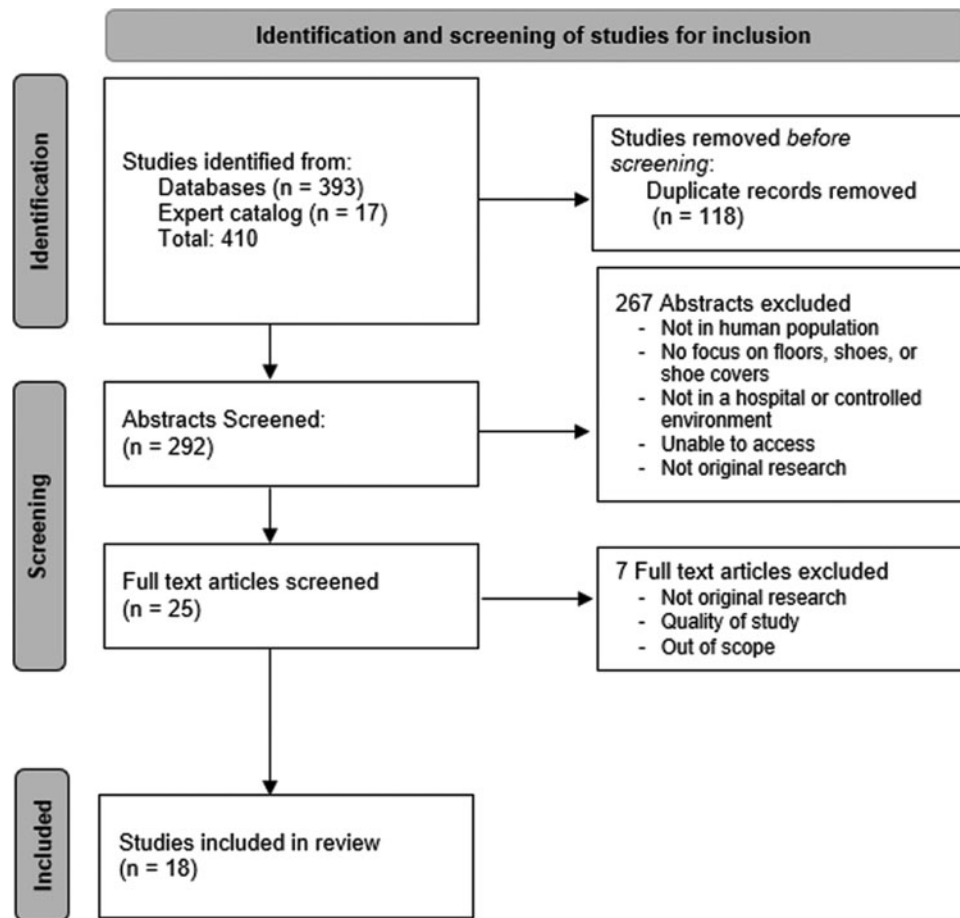 Identification and screening of studies for inclusion
Identification
Studies identified from:
Databases (n = 393)
Expert catalog (n = 17)
Total: 410
Studies removed before
screening:
Duplicate records removed
(n = 118)
Screening
Abstracts Screened:
(n = 292)
267 Abstracts excluded
- Not in human population
- No focus on floors, shoes, or
shoe covers
- Not in a hospital or controlled
environment
- Unable to access
- Not original research
Full text articles screened
(n = 25)
7 Full text articles excluded
- Not original research
- Quality of study
- Out of scope
Included
Studies included in review
(n = 18)